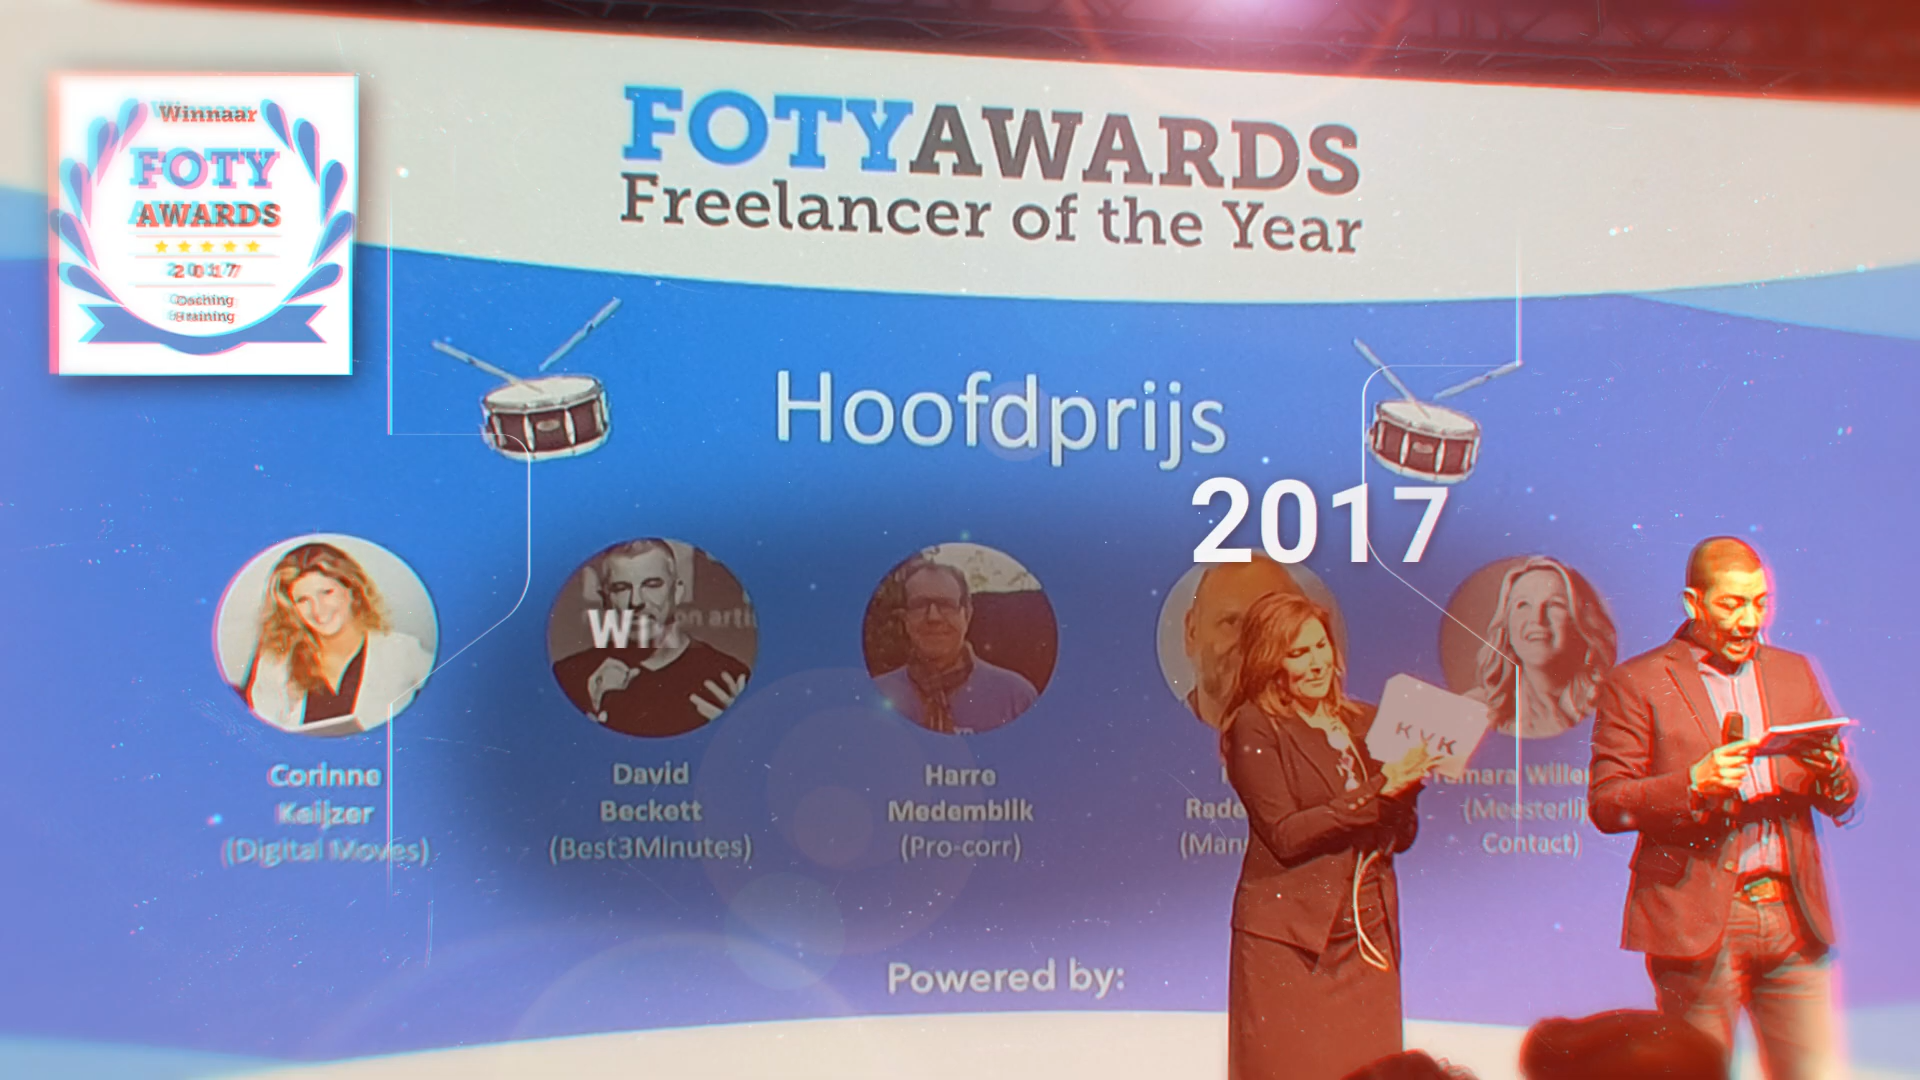 Winnaar
FOTY
AWARDS
2017
FOTYAWARDS
Freelancer of the Year
Hoofdprijs
2017
Corinne
Keijzer
(Digital Moves)
David
Beckett
(Best3Minutes)
Harre
Medemblik
(Pro-corr)
Contact)
KVK
Powered by: